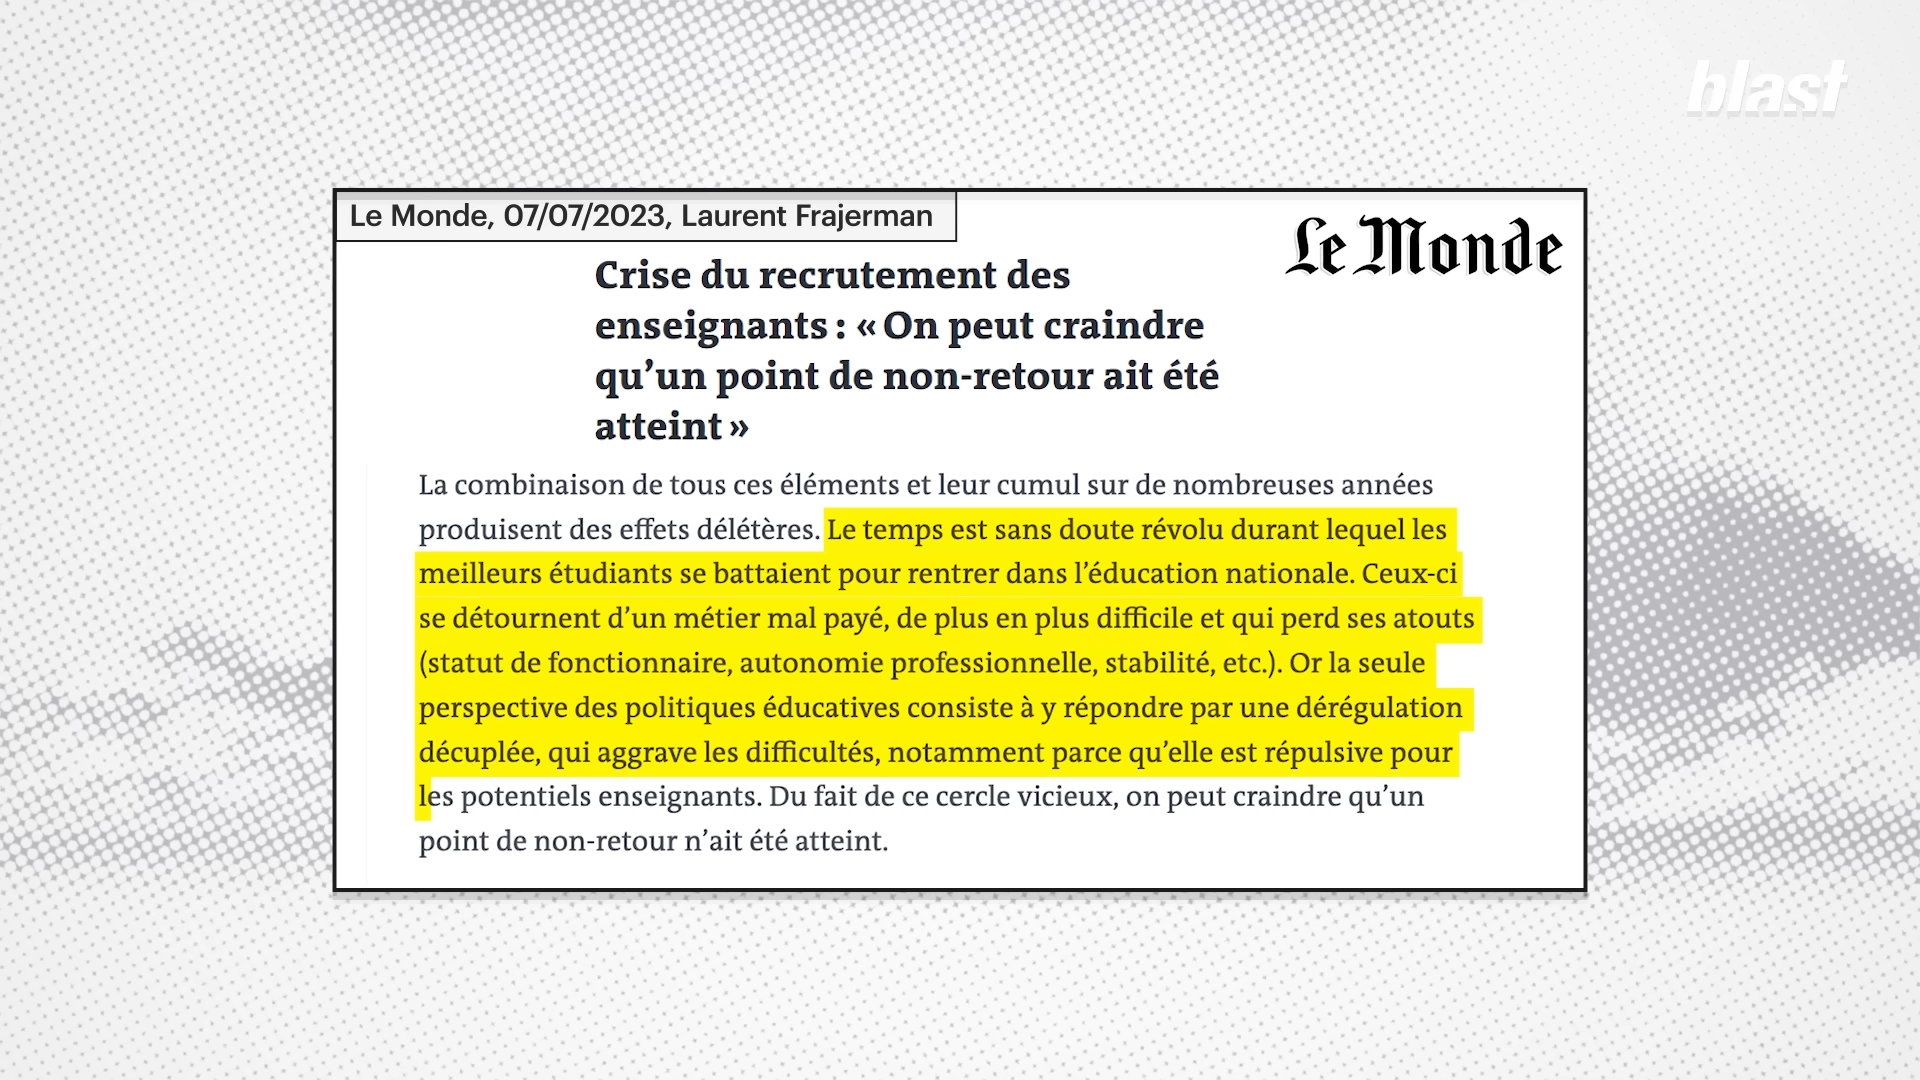 blast
Le Monde, 07/07/2023, Laurent Frajerman
Le Monde
Crise du recrutement des
enseignants : « On peut craindre
qu’un point de non-retour ait été
atteint »
La combinaison de tous ces éléments et leur cumul sur de nombreuses années
produisent des effets délétères. Le temps est sans doute révolu durant lequel les
meilleurs étudiants se battaient pour rentrer dans l’éducation nationale. Ceux-ci
se détournent d’un métier mal payé, de plus en plus difficile et qui perd ses atouts
(statut de fonctionnaire, autonomie professionnelle, stabilité, etc.). Or la seule
perspective des politiques éducatives consiste à y répondre par une dérégulation
décuplée, qui aggrave les difficultés, notamment parce qu’elle est répulsive pour
les potentiels enseignants. Du fait de ce cercle vicieux, on peut craindre qu’un
point de non-retour n’ait été atteint.